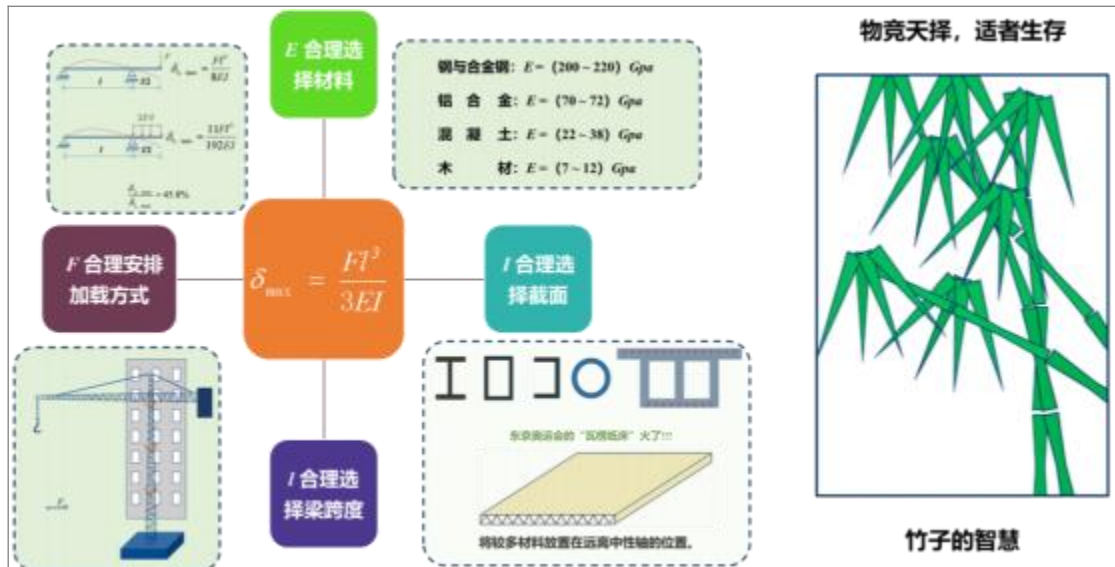 E 合理选
择材料
钢与合金钢：E =（200 ~ 220）Gpa
铝 合 金：E =（70 ~ 72）Gpa
混 凝 土：E =（22 ~ 38）Gpa
木 材：E =（7 ~ 12）Gpa
F 合理安排
加载方式
δmax = Fl³/3EI
I 合理选
择截面
l 合理选
择梁跨度
东京奥运会的“瓦楞纸床”火了!!!
将较多材料放置在远离中性轴的位置。
物竞天择，适者生存
竹子的智慧